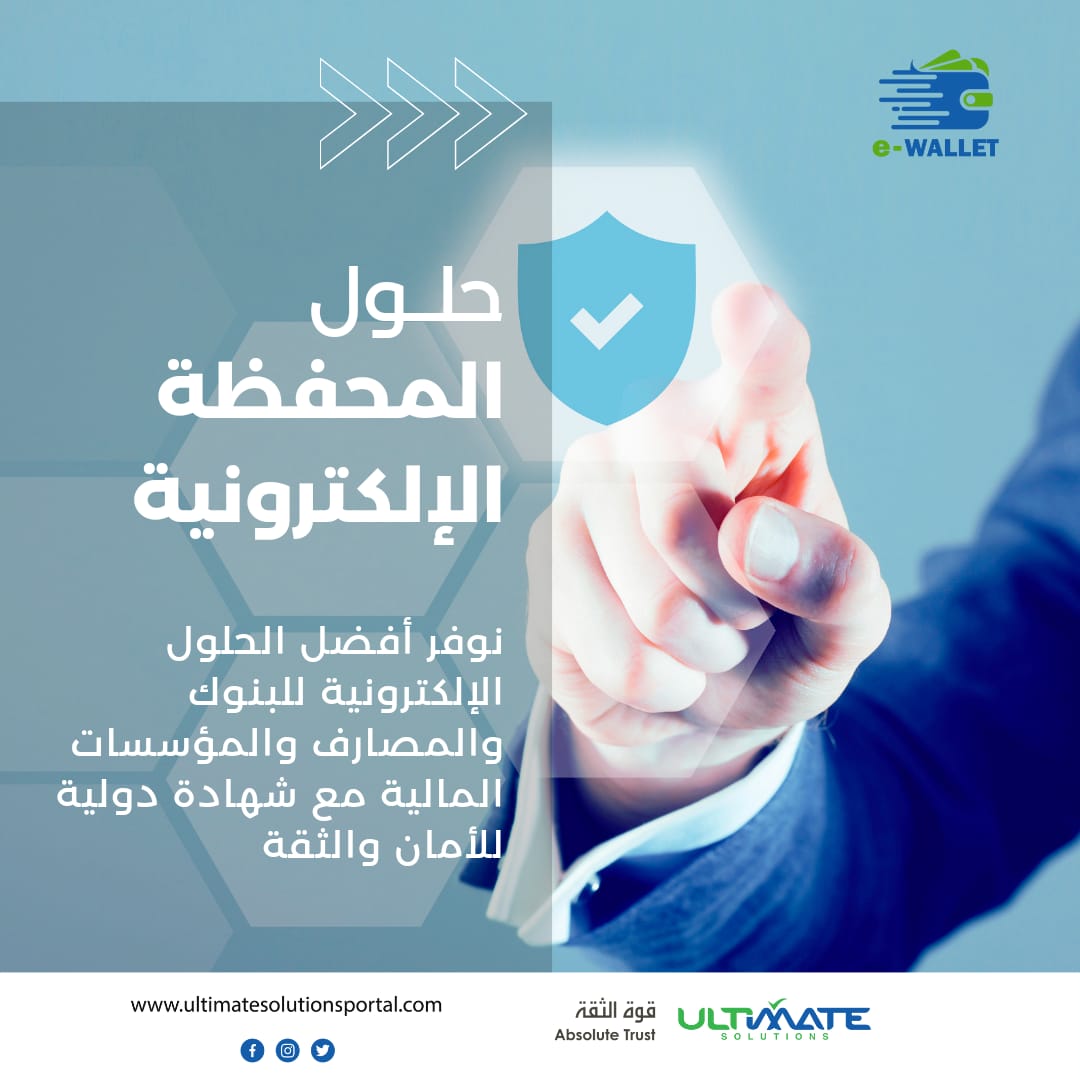 e-WALLET
حلــول
المحفظة
الإلكترونية
نوفر أفضل الحلول
الإلكترونية للبنوك
والمصارف والمؤسسات
المالية مع شهادة دولية
للأمان والثقة
www.ultimatesolutionsportal.com
قوة الثقة
Absolute Trust
ULTIMATE
SOLUTIONS